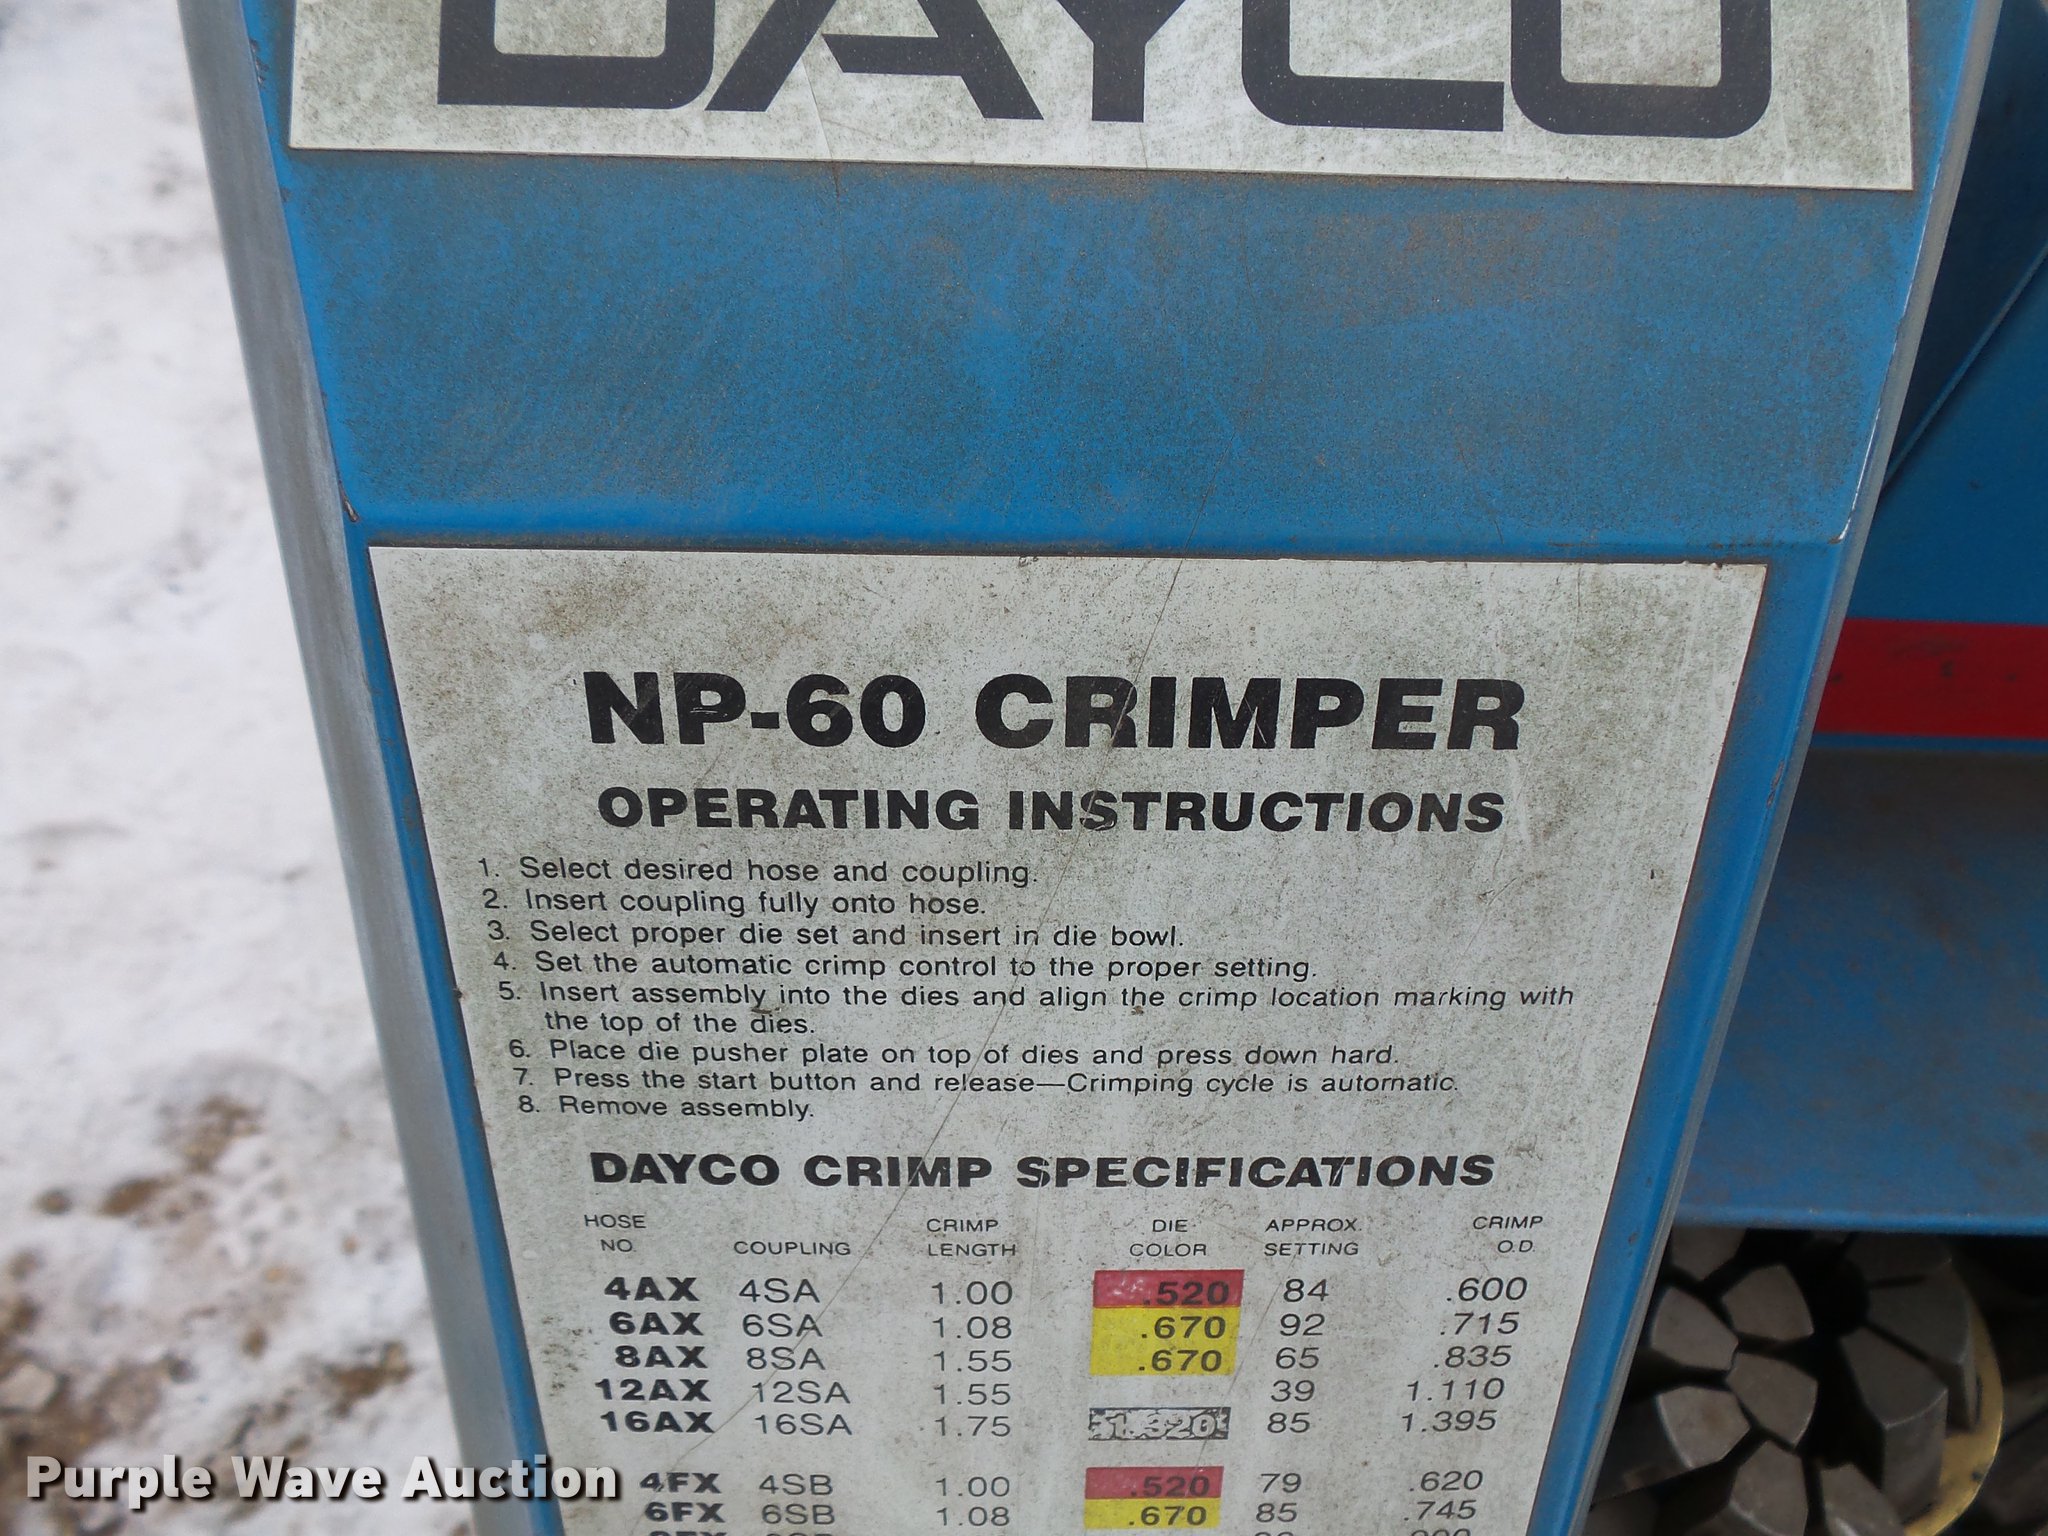 DAYCO
NP-60 CRIMPER
OPERATING INSTRUCTIONS
1. Select desired hose and coupling.
2. Insert coupling fully onto hose.
3. Select proper die set and insert in die bowl.
4. Set the automatic crimp control to the proper setting.
5. Insert assembly into the dies and align the crimp location marking with
the top of the dies.
6. Place die pusher plate on top of dies and press down hard.
7. Press the start button and release—Crimping cycle is automatic.
8. Remove assembly.
DAYCO CRIMP SPECIFICATIONS
HOSE CRIMP DIE APPROX. CRIMP
NO. COUPLING LENGTH COLOR SETTING O.D.
4AX 4SA 1.00 .520 84 .600
6AX 6SA 1.08 .670 92 .715
8AX 8SA 1.55 .670 65 .835
12AX 12SA 1.55 39 1.110
16AX 16SA 1.75 85 1.395
4FX 4SB 1.00 .520 79 .620
6FX 6SB 1.08 .670 85 .745
Purple Wave Auction